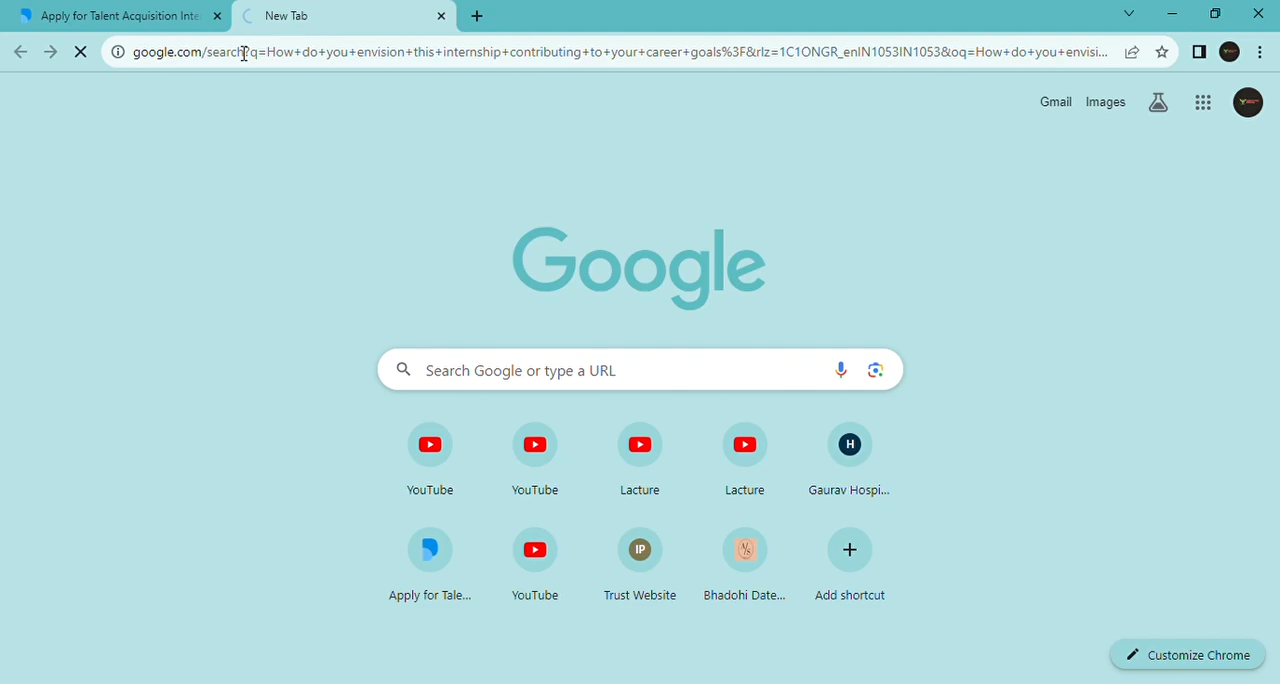 Apply for Talent Acquisition Inte
New Tab
google.com/search?q=How+do+you+envision+this+internship+contributing+to+your+career+goals%3F&rlz=1C1ONGR_enIN1053IN1053&oq=How+do+you+envisi...
Gmail Images
Google
Search Google or type a URL
YouTube YouTube Lacture Lacture H Gaurav Hospi...
Apply for Tale... YouTube IP Trust Website Bhadohi Date... Add shortcut
Customize Chrome